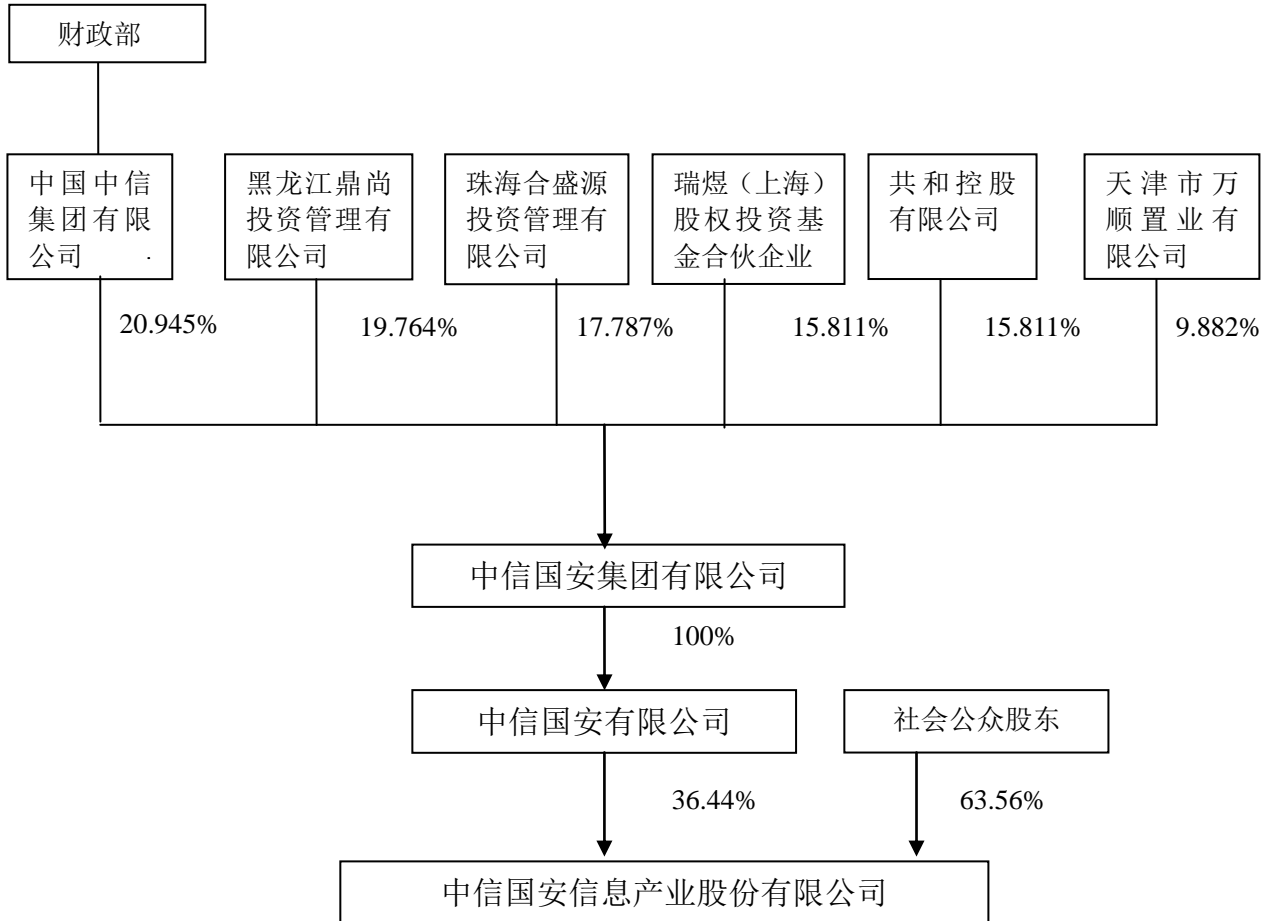 财政部
中国中信
集团有限
公司
黑龙江鼎尚
投资管理有
限公司
珠海合盛源
投资管理有
限公司
瑞煜（上海）
股权投资基
金合伙企业
共和控股
有限公司
天津市万
顺置业有
限公司
20.945%
19.764%
17.787%
15.811%
15.811%
9.882%
中信国安集团有限公司
100%
中信国安有限公司
社会公众股东
36.44%
63.56%
中信国安信息产业股份有限公司